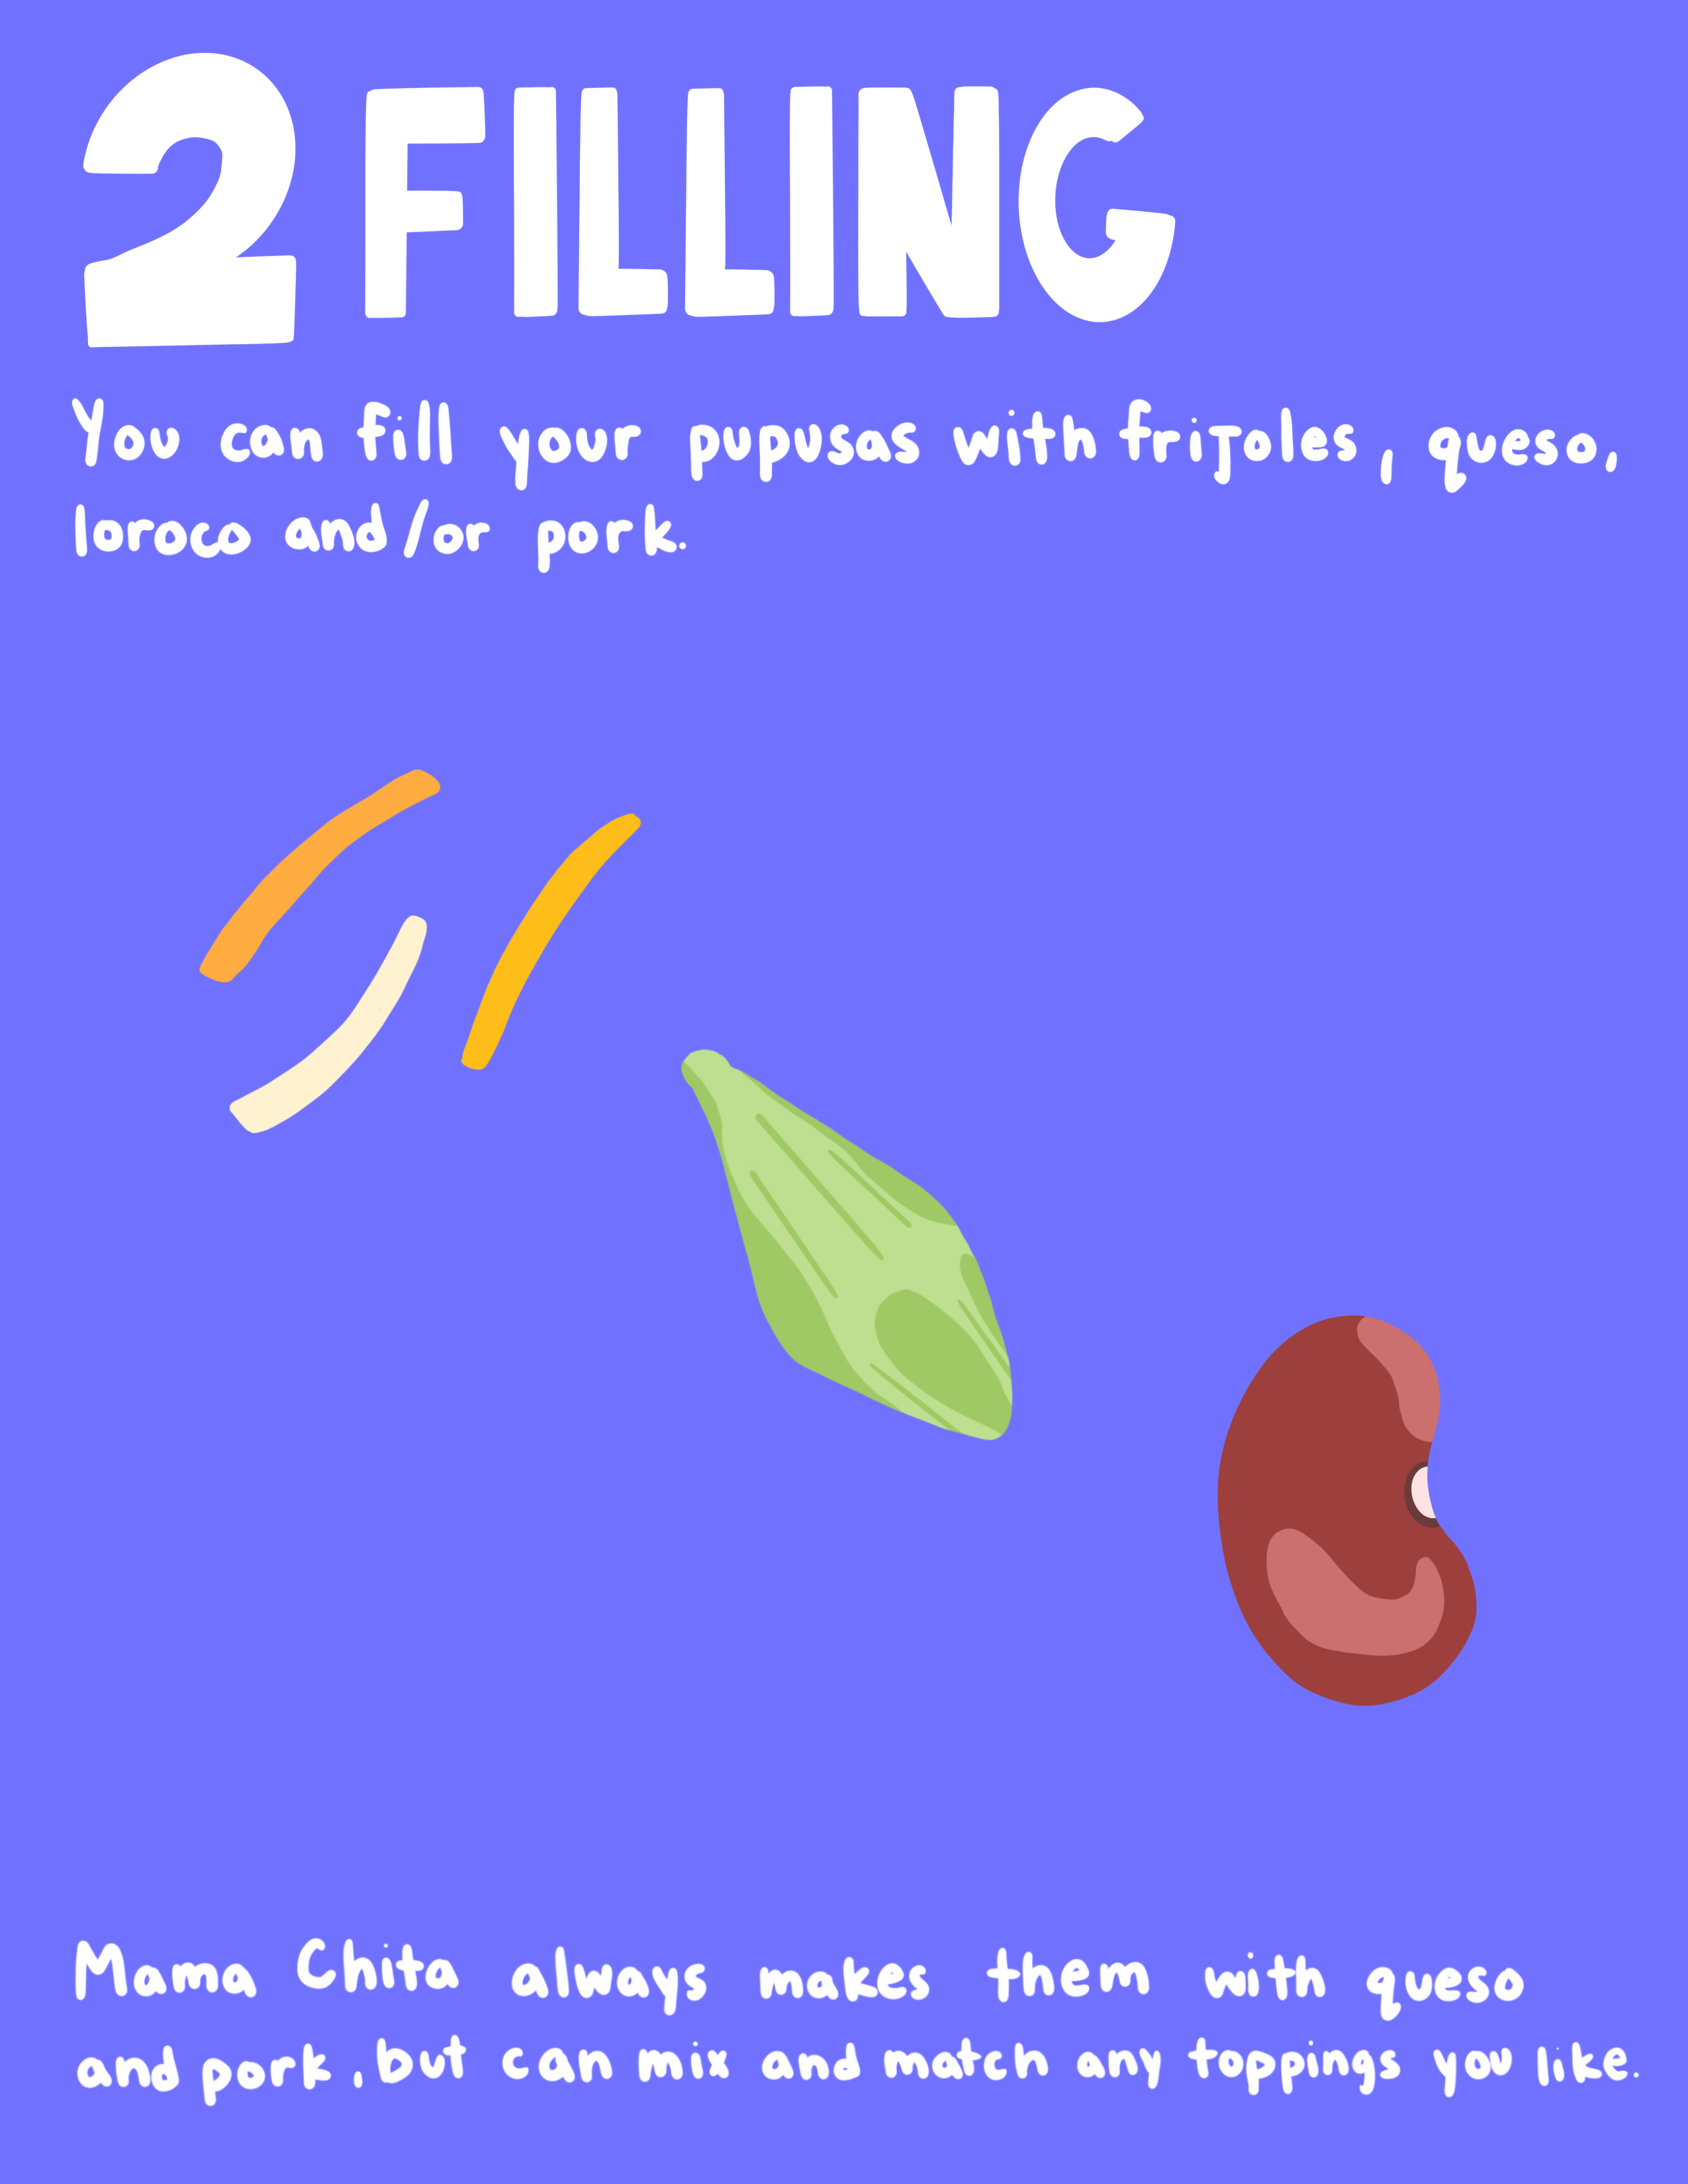 2 FILLING
You can fill your pupusas with frijoles, queso,
loroco and/or pork.
Mama Chita always makes them with queso
and pork, but can mix and match any toppings you like.